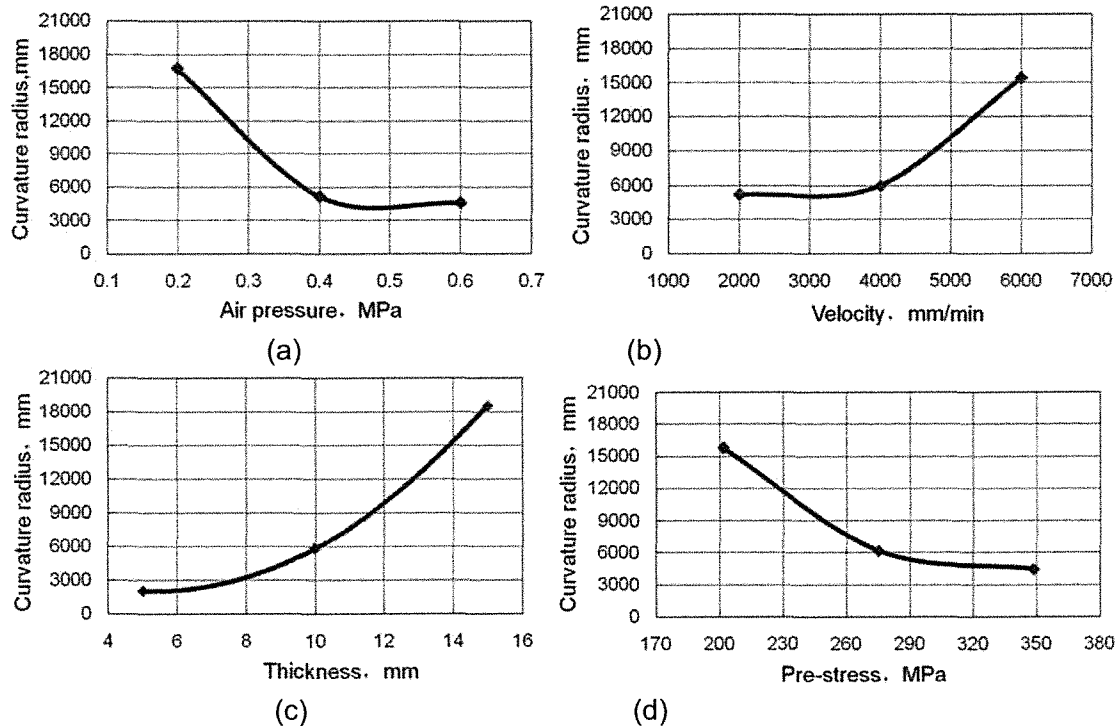 21000
18000
15000
12000
9000
6000
3000
0
Curvature radius,mm
0.1 0.2 0.3 0.4 0.5 0.6 0.7
Air pressure, MPa
(a)
21000
18000
15000
12000
9000
6000
3000
0
Curvature radius, mm
1000 2000 3000 4000 5000 6000 7000
Velocity, mm/min
(b)
21000
18000
15000
12000
9000
6000
3000
0
Curvature radius, mm
4 6 8 10 12 14 16
Thickness, mm
(c)
21000
18000
15000
12000
9000
6000
3000
0
Curvature radius, mm
170 200 230 260 290 320 350 380
Pre-stress, MPa
(d)